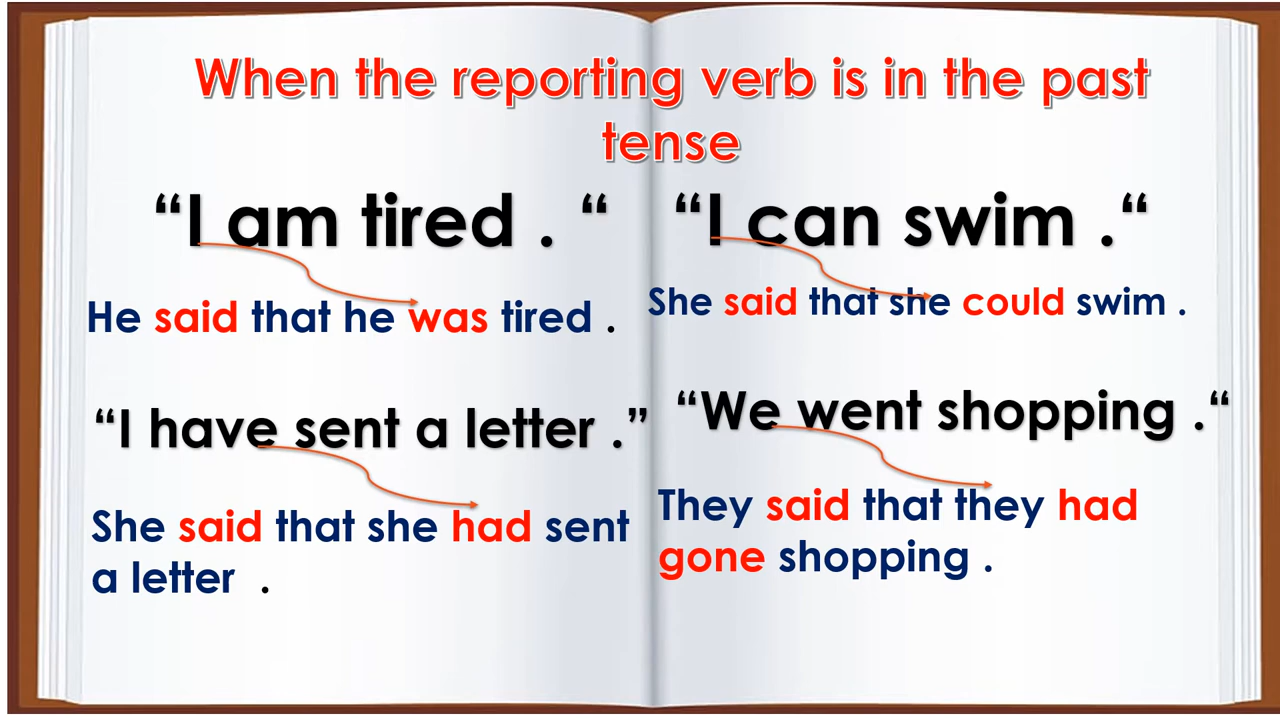 When the reporting verb is in the past
tense
“I am tired . “
He said that he was tired .
“I have sent a letter .”
She said that she had sent
a letter .
“I can swim .“
She said that she could swim .
“We went shopping .“
They said that they had
gone shopping .